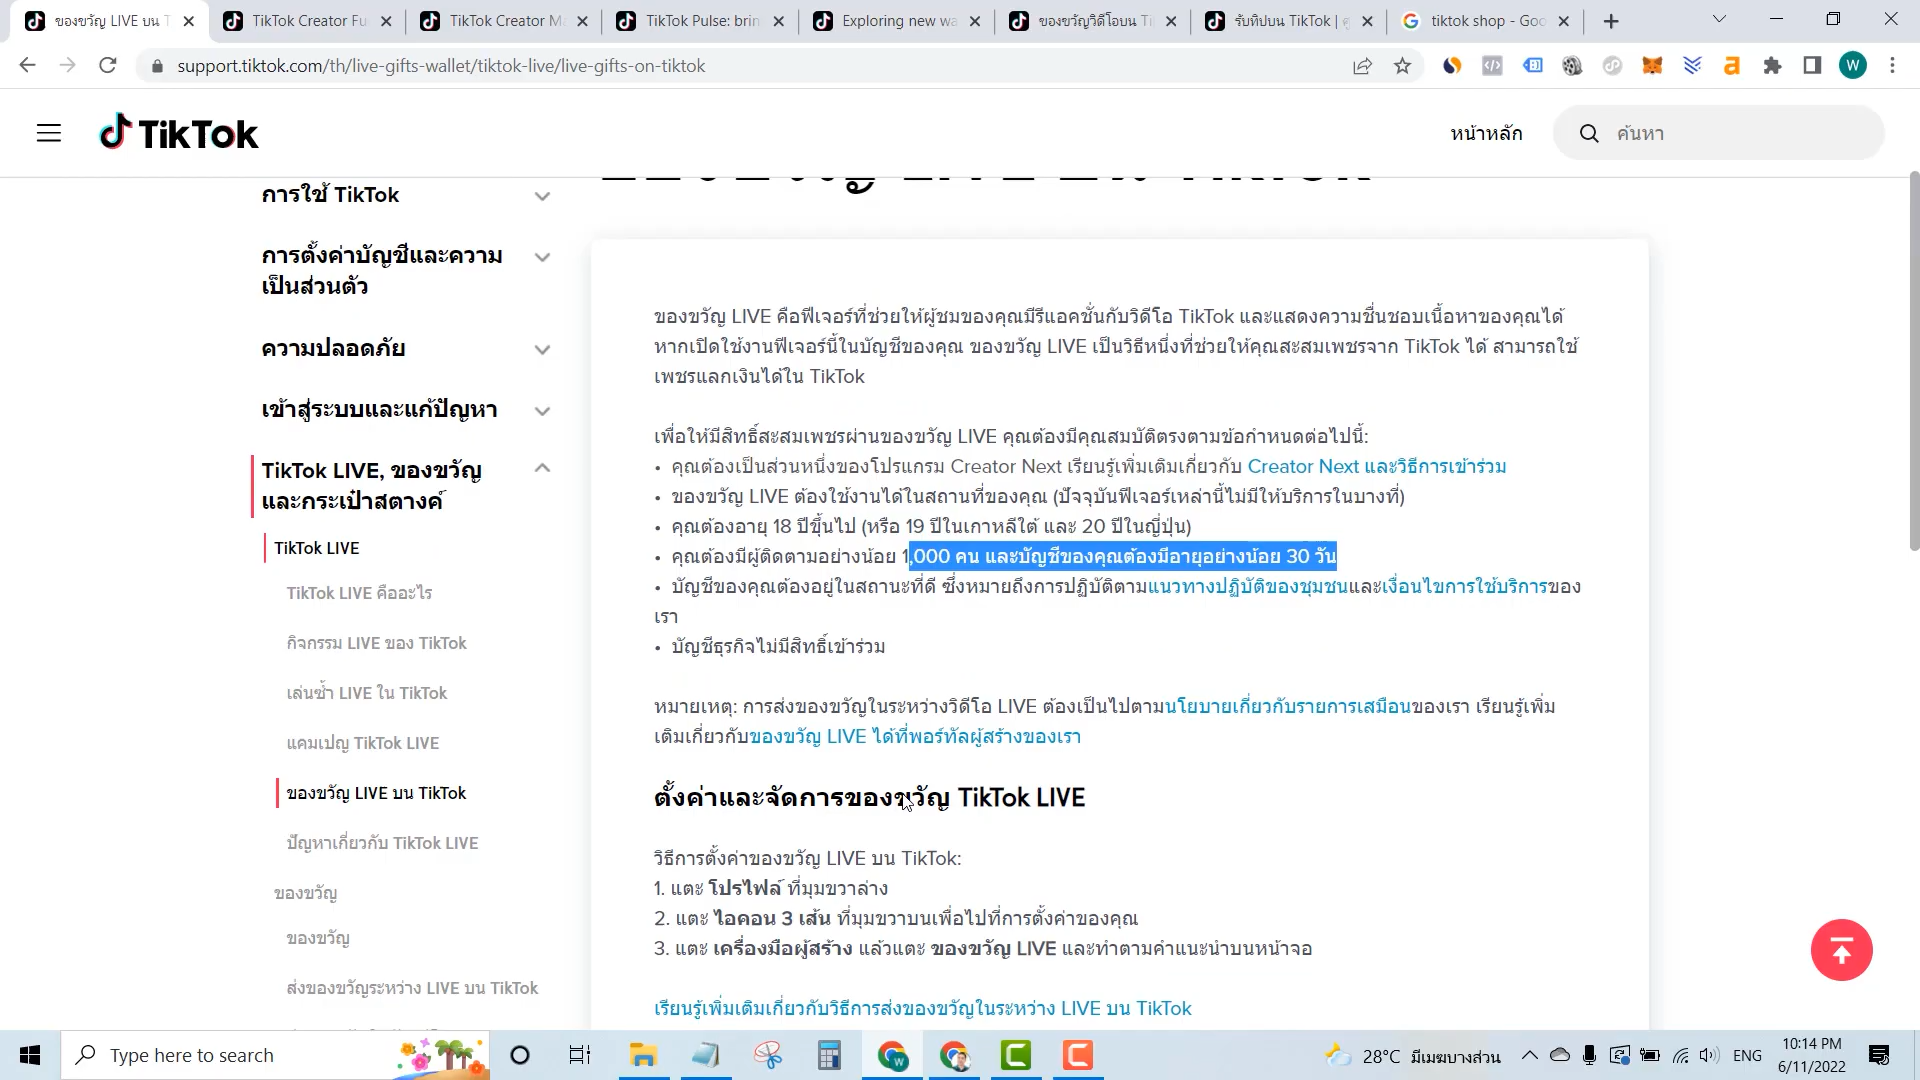 ของขวัญ LIVE บน T
TikTok Creator Fu
TikTok Creator M
TikTok Pulse: brin
Exploring new wa
ของขวัญวิดีโอบน Ti
รับทิปบน TikTok |
tiktok shop - Goo
support.tiktok.com/th/live-gifts-wallet/tiktok-live/live-gifts-on-tiktok
W
TikTok
หน้าหลัก
ค้นหา
การใช้ TikTok
การตั้งค่าบัญชีและความ
เป็นส่วนตัว
ความปลอดภัย
เข้าสู่ระบบและแก้ปัญหา
TikTok LIVE, ของขวัญ
และกระเป๋าสตางค์
TikTok LIVE
TikTok LIVE คืออะไร
กิจกรรม LIVE ของ TikTok
เล่นซ้ำ LIVE ใน TikTok
แคมเปญ TikTok LIVE
ของขวัญ LIVE บน TikTok
ปัญหาเกี่ยวกับ TikTok LIVE
ของขวัญ
ของขวัญ
ส่งของขวัญระหว่าง LIVE บน TikTok
ของขวัญ LIVE คือฟีเจอร์ที่ช่วยให้ผู้ชมของคุณมีรีแอคชั่นกับวิดีโอ TikTok และแสดงความชื่นชอบเนื้อหาของคุณได้
หากเปิดใช้งานฟีเจอร์นี้ในบัญชีของคุณ ของขวัญ LIVE เป็นวิธีหนึ่งที่ช่วยให้คุณสะสมเพชรจาก TikTok ได้ สามารถใช้
เพชรแลกเงินได้ใน TikTok
เพื่อให้มีสิทธิ์สะสมเพชรผ่านของขวัญ LIVE คุณต้องมีคุณสมบัติตรงตามข้อกำหนดต่อไปนี้:
• คุณต้องเป็นส่วนหนึ่งของโปรแกรม Creator Next เรียนรู้เพิ่มเติมเกี่ยวกับ Creator Next และวิธีการเข้าร่วม
• ของขวัญ LIVE ต้องใช้งานได้ในสถานที่ของคุณ (ปัจจุบันฟีเจอร์เหล่านี้ไม่มีให้บริการในบางที่)
• คุณต้องอายุ 18 ปีขึ้นไป (หรือ 19 ปีในเกาหลีใต้ และ 20 ปีในญี่ปุ่น)
• คุณต้องมีผู้ติดตามอย่างน้อย 1,000 คน และบัญชีของคุณต้องมีอายุอย่างน้อย 30 วัน
• บัญชีของคุณต้องอยู่ในสถานะที่ดี ซึ่งหมายถึงการปฏิบัติตามแนวทางปฏิบัติของชุมชนและเงื่อนไขการใช้บริการของ
เรา
• บัญชีธุรกิจไม่มีสิทธิ์เข้าร่วม
หมายเหตุ: การส่งของขวัญในระหว่างวิดีโอ LIVE ต้องเป็นไปตามนโยบายเกี่ยวกับรายการเสมือนของเรา เรียนรู้เพิ่ม
เติมเกี่ยวกับของขวัญ LIVE ได้ที่พอร์ทัลผู้สร้างของเรา
ตั้งค่าและจัดการของขวัญ TikTok LIVE
วิธีการตั้งค่าของขวัญ LIVE บน TikTok:
1. แตะ โปรไฟล์ ที่มุมขวาล่าง
2. แตะ ไอคอน 3 เส้น ที่มุมขวาบนเพื่อไปที่การตั้งค่าของคุณ
3. แตะ เครื่องมือผู้สร้าง แล้วแตะ ของขวัญ LIVE และทำตามคำแนะนำบนหน้าจอ
เรียนรู้เพิ่มเติมเกี่ยวกับวิธีการส่งของขวัญในระหว่าง LIVE บน TikTok
Type here to search
28°C มีเมฆบางส่วน
ENG
10:14 PM
6/11/2022